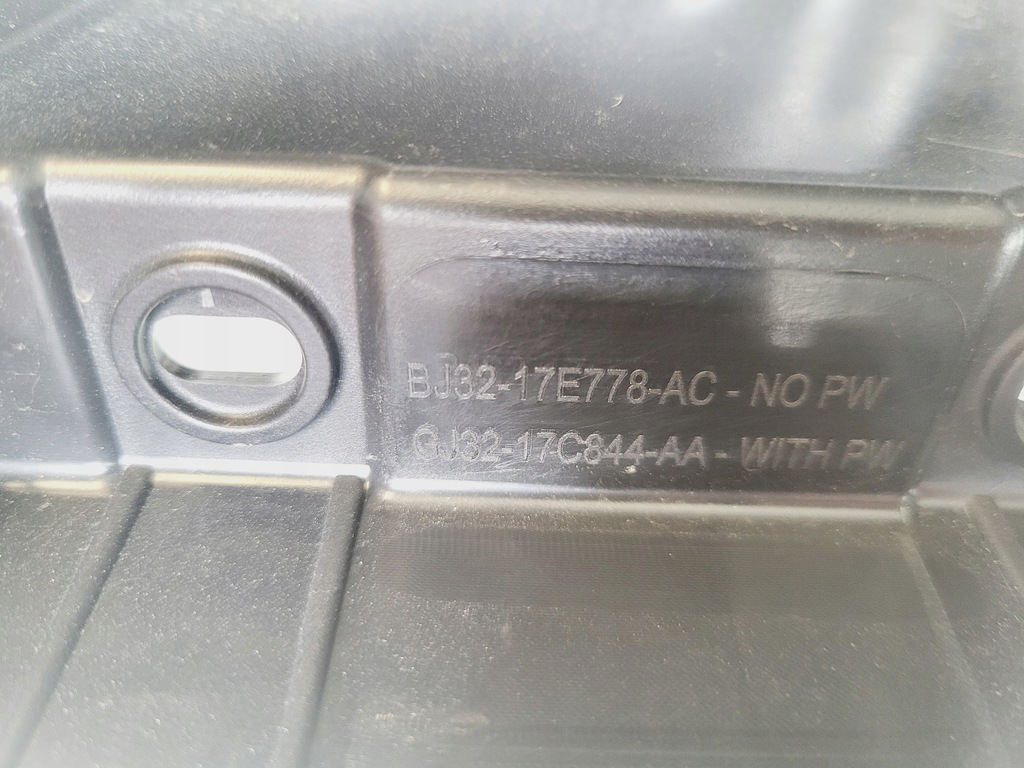 BJ32-17E778-AC - NO PW
GJ32-17C844-AA - WITH PW